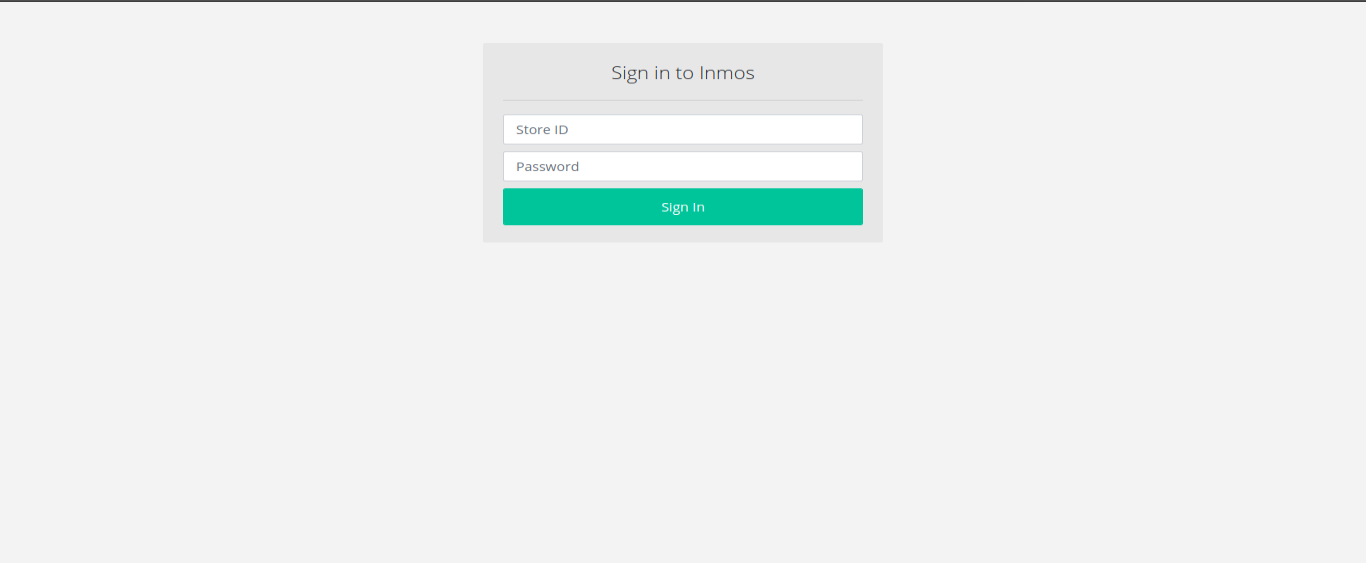 Sign in to Inmos
Store ID
Password
Sign In